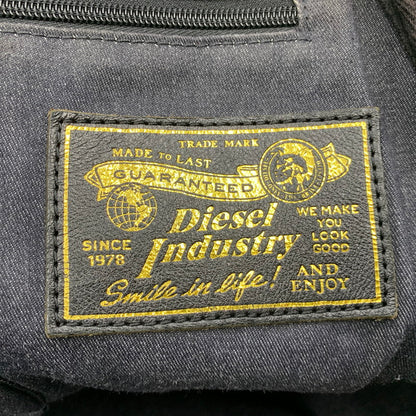 TRADE MARK
MADE TO LAST
GUARANTEED
Diesel
Industry
SINCE
1978
WE MAKE
YOU
LOOK
GOOD
Smile in life!
AND
ENJOY